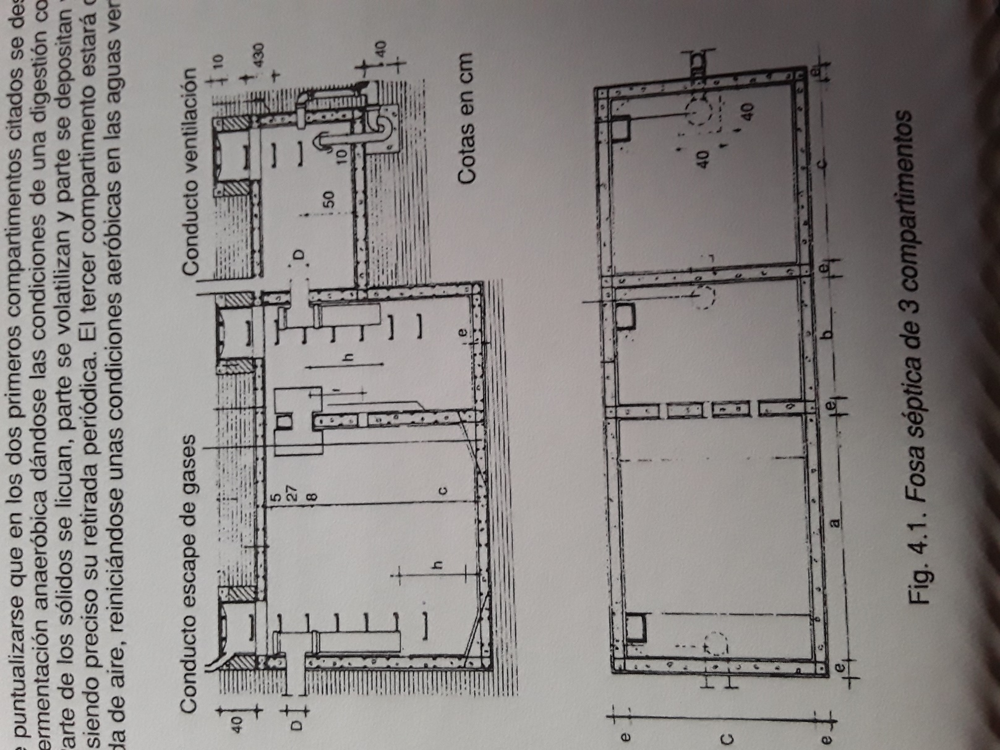 puntualizarse que en los dos primeros compartimentos citados se
ermentación anaeróbica dándose las condiciones de una digestión
arte de los sólidos se licuan, parte se volatilizan y parte se depositan
siendo preciso su retirada periódica. El tercer compartimento estará
da de aire, reiniciándose unas condiciones aeróbicas en las aguas
Conducto escape de gases
Conducto ventilación
10
430
40
D
5
27
8
c
h
h
e
D
50
10
40
Cotas en cm
e
C
e
e
a
e
b
e
c
e
40
40
Fig. 4.1. Fosa séptica de 3 compartimentos